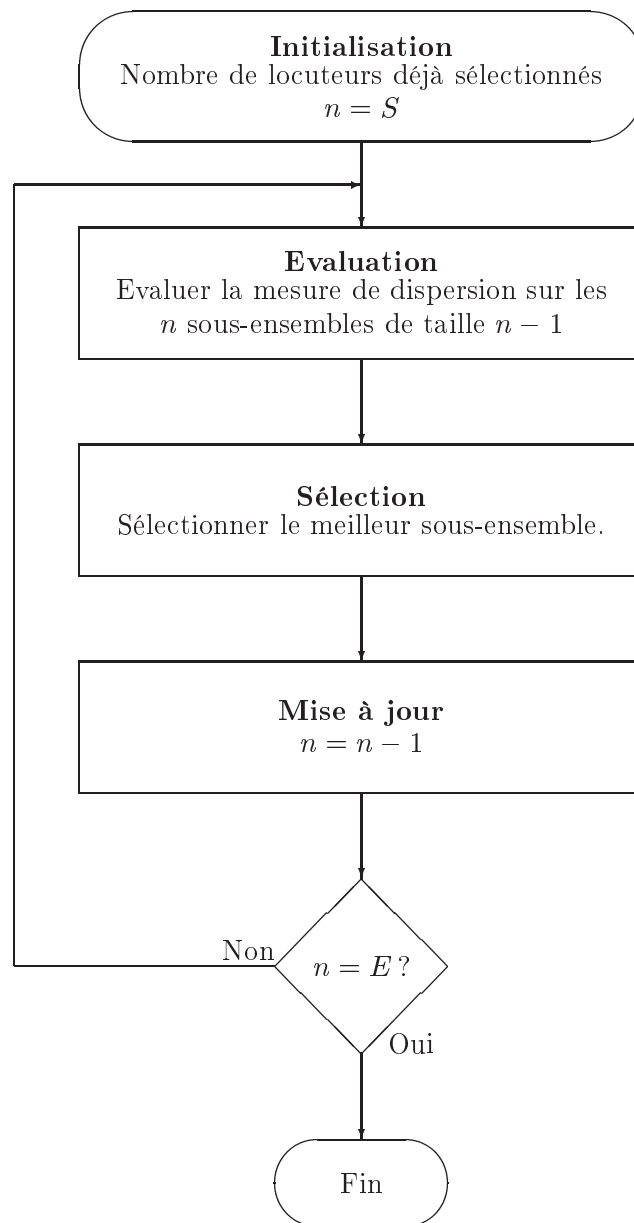 Initialisation
Nombre de locuteurs déjà sélectionnés
n = S
Evaluation
Evaluer la mesure de dispersion sur les
n sous-ensembles de taille n − 1
Sélection
Sélectionner le meilleur sous-ensemble.
Mise à jour
n = n − 1
Non
n = E ?
Oui
Fin